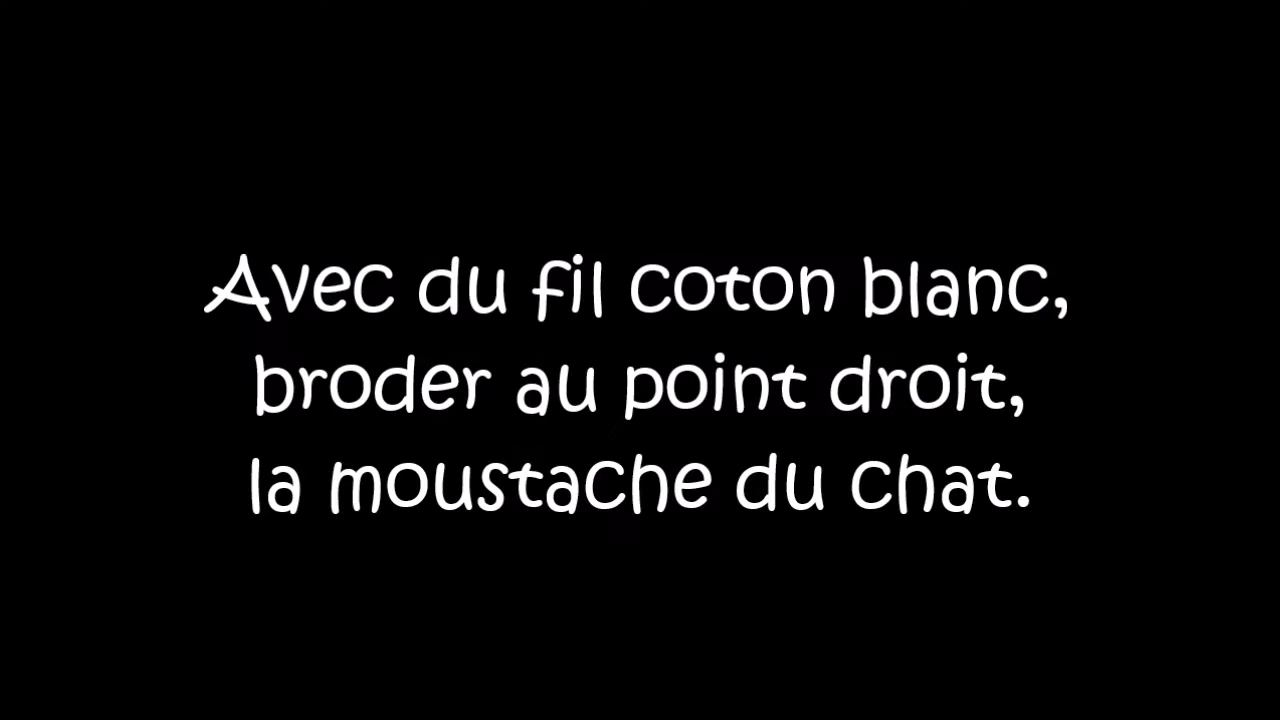 Avec du fil coton blanc,
broder au point droit,
la moustache du chat.